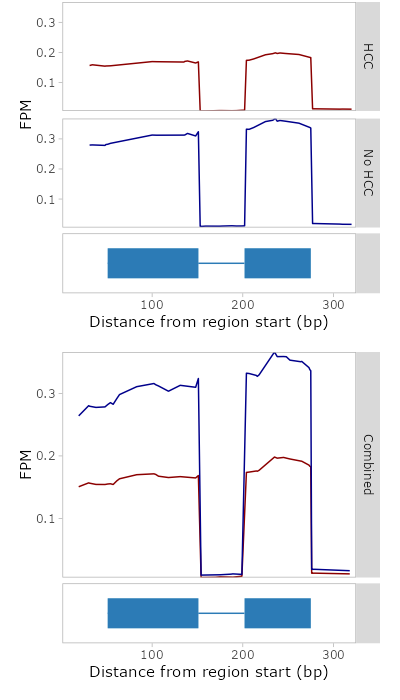 0.3
0.2
0.1
HCC
FPM
0.3
0.2
0.1
No HCC
100 200 300
Distance from region start (bp)
0.3
0.2
0.1
FPM
Combined
100 200 300
Distance from region start (bp)